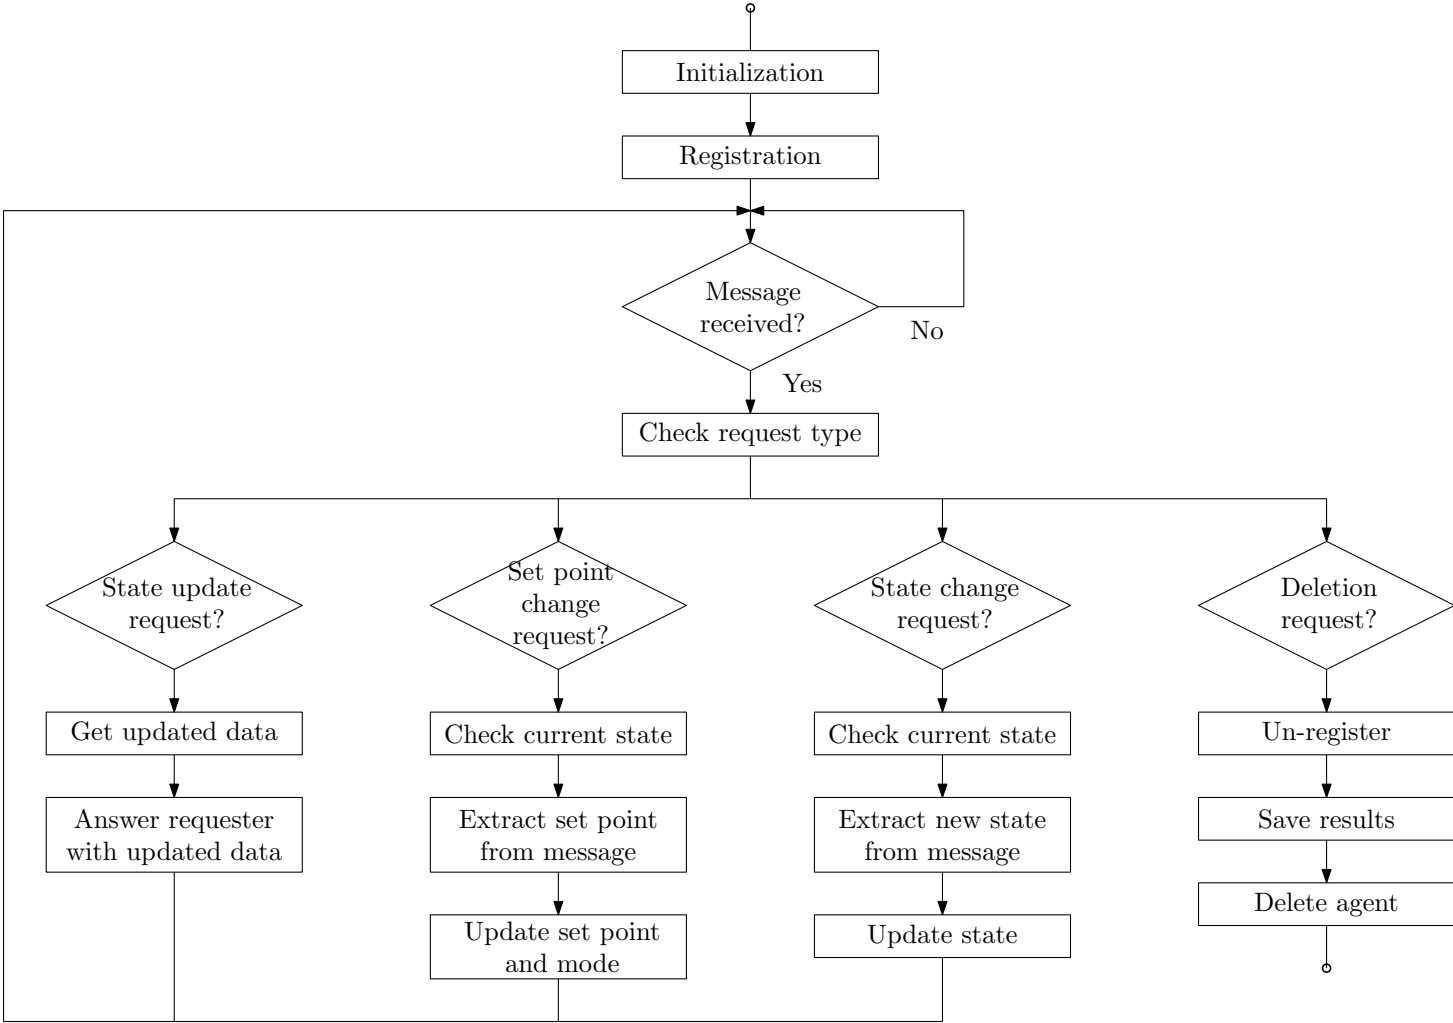 Initialization
Registration
Message
received?
No
Yes
Check request type
State update
request?
Set point
change
request?
State change
request?
Deletion
request?
Get updated data
Check current state
Check current state
Un-register
Answer requester
with updated data
Extract set point
from message
Extract new state
from message
Save results
Update set point
and mode
Update state
Delete agent